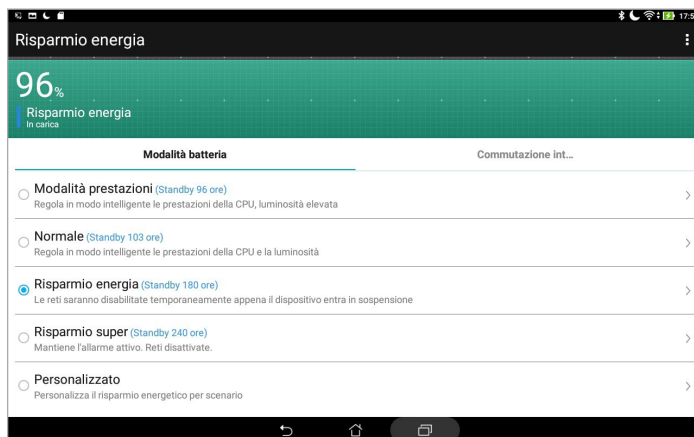 17:5
Risparmio energia
96%
Risparmio energia
In carica
Modalità batteria
Commutazione int...
Modalità prestazioni (Standby 96 ore)
Regola in modo intelligente le prestazioni della CPU, luminosità elevata
Normale (Standby 103 ore)
Regola in modo intelligente le prestazioni della CPU e la luminosità
Risparmio energia (Standby 180 ore)
Le reti saranno disabilitate temporaneamente appena il dispositivo entra in sospensione
Risparmio super (Standby 240 ore)
Mantiene l'allarme attivo. Reti disattivate.
Personalizzato
Personalizza il risparmio energetico per scenario